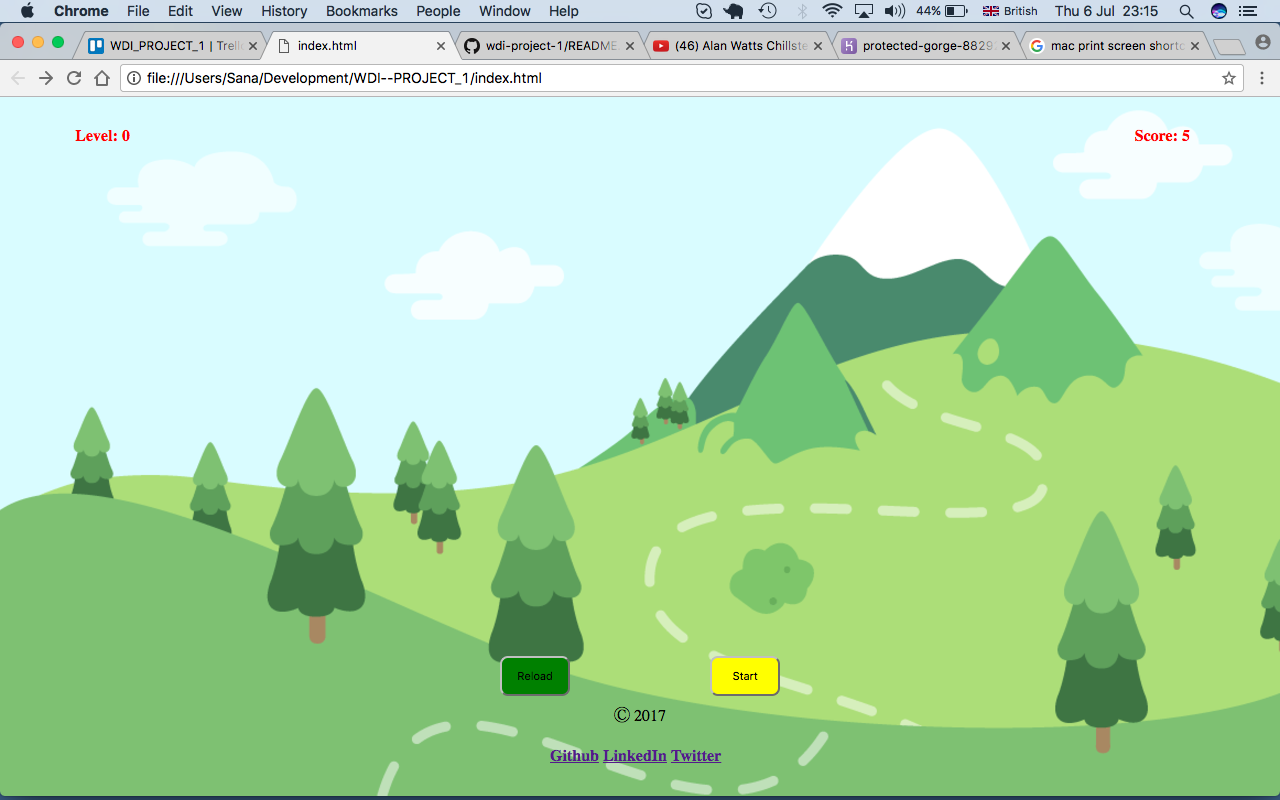 Chrome File Edit View History Bookmarks People Window Help 44% British Thu 6 Jul 23:15
WDI_PROJECT_1 | Trell index.html wdi-project-1/README. (46) Alan Watts Chillste protected-gorge-8829 mac print screen shortc
file:///Users/Sana/Development/WDI--PROJECT_1/index.html
Level: 0 Score: 5
Reload Start
© 2017
Github LinkedIn Twitter